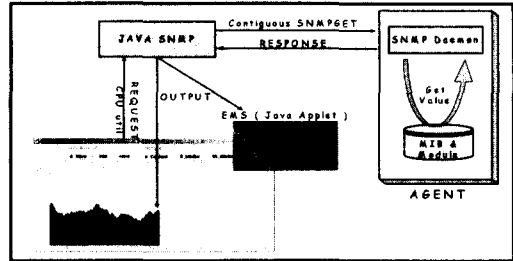 Contiguous SNMPGET
JAVA SNMP
RESPONSE
SNMP Daemon
Get
Value
MIB &
Module
AGENT
REQUEST
CPU util
OUTPUT
EMS ( Java Applet )